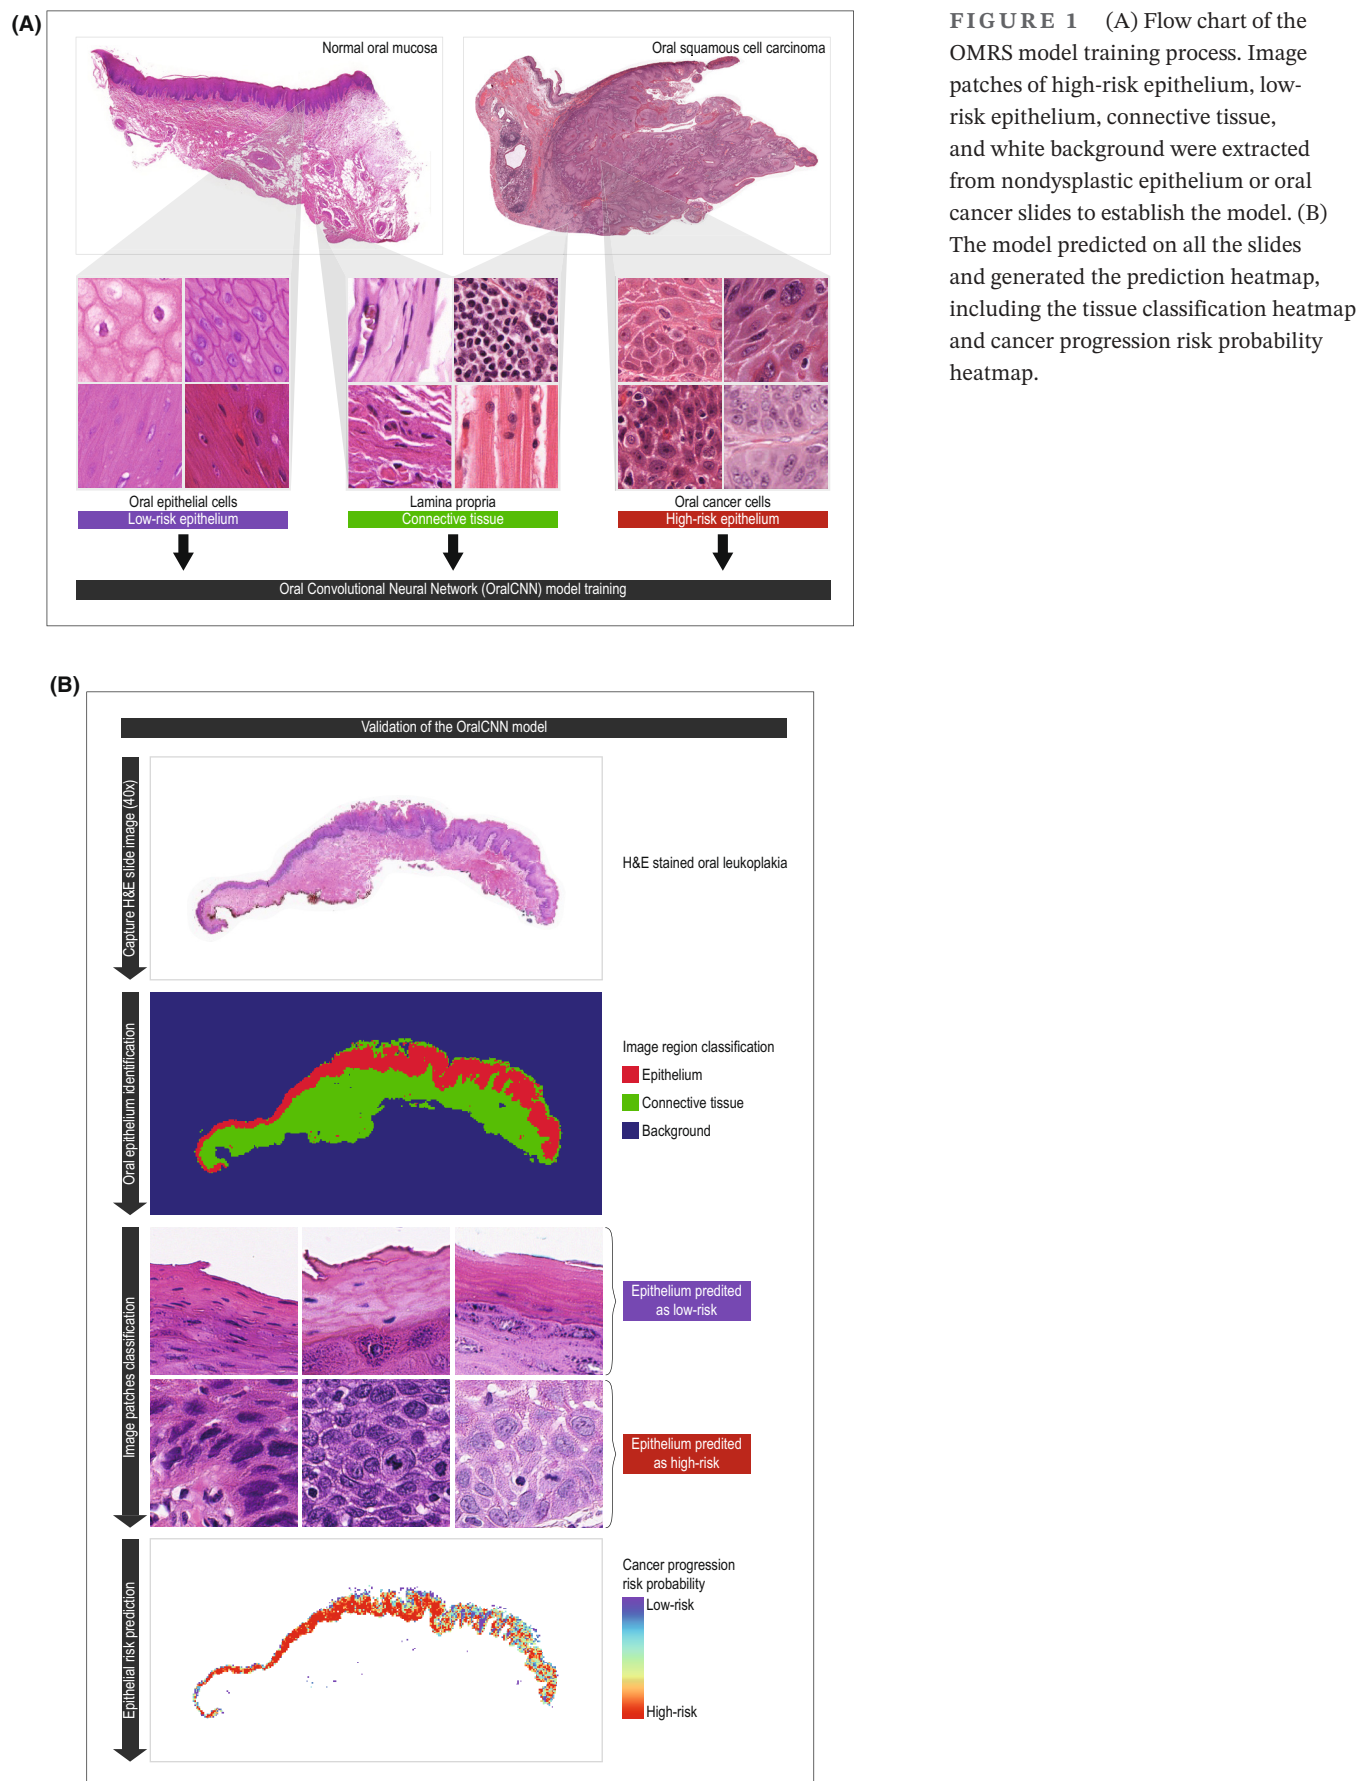 (A)
Normal oral mucosa
Oral squamous cell carcinoma
Oral epithelial cells
Low-risk epithelium
Lamina propria
Connective tissue
Oral cancer cells
High-risk epithelium
Oral Convolutional Neural Network (OralCNN) model training
FIGURE 1 (A) Flow chart of the
OMRS model training process. Image
patches of high-risk epithelium, low-
risk epithelium, connective tissue,
and white background were extracted
from nondysplastic epithelium or oral
cancer slides to establish the model. (B)
The model predicted on all the slides
and generated the prediction heatmap,
including the tissue classification heatmap
and cancer progression risk probability
heatmap.
(B)
Validation of the OralCNN model
Capture H&E slide image (40x)
H&E stained oral leukoplakia
Oral epithelium identification
Image region classification
Epithelium
Connective tissue
Background
Image patches classification
Epithelium predited
as low-risk
Epithelium predited
as high-risk
Epithelial risk prediction
Cancer progression
risk probability
Low-risk
High-risk